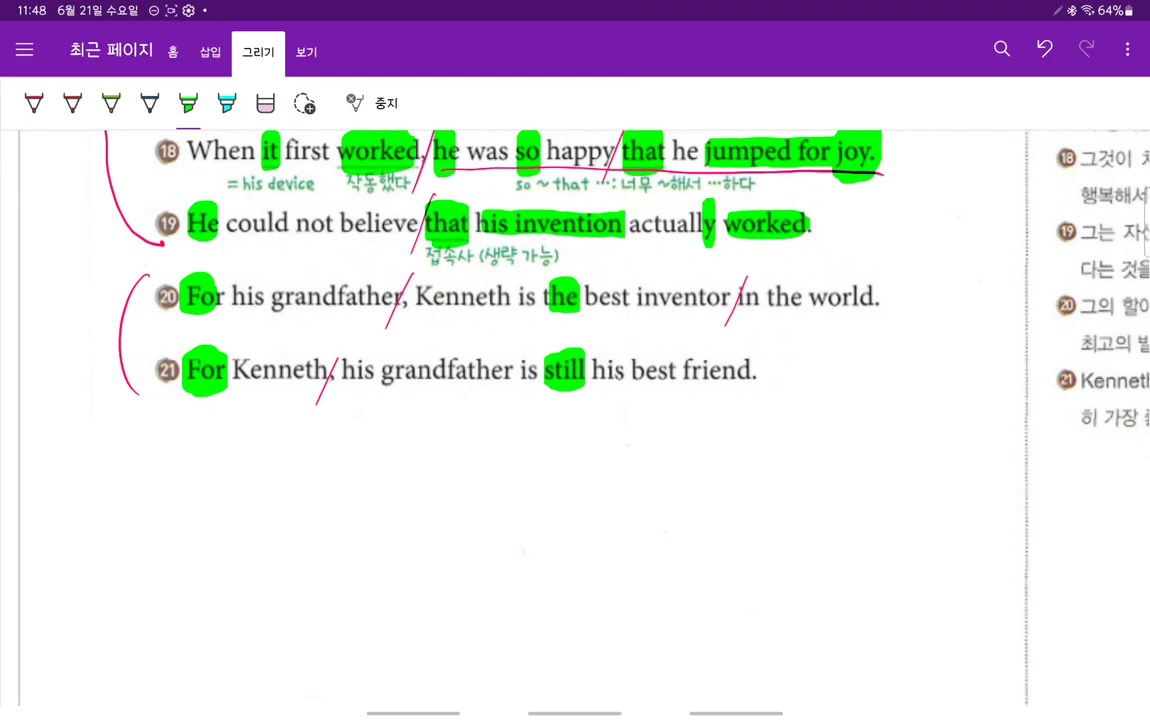 11:48 6월 21일 수요일 64%
최근 페이지 홈 삽입 그리기 보기
중지
⑱ When it first worked, he was so happy that he jumped for joy.
= his device 작동했다 so ~ that …: 너무 ~해서 …하다
⑲ He could not believe that his invention actually worked.
접속사 (생략 가능)
⑳ For his grandfather, Kenneth is the best inventor in the world.
㉑ For Kenneth, his grandfather is still his best friend.
⑱ 그것이
행복해서
⑲ 그는
다는 것을
⑳ 그의
최고의
㉑ Kenneth
히 가장